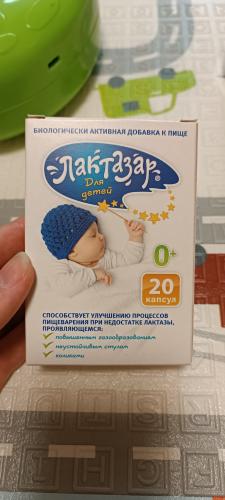 БИОЛОГИЧЕСКИ АКТИВНАЯ ДОБАВКА К ПИЩЕ
Лактазар®
Для
детей
0+
20
капсул
СПОСОБСТВУЕТ УЛУЧШЕНИЮ ПРОЦЕССОВ
ПИЩЕВАРЕНИЯ ПРИ НЕДОСТАТКЕ ЛАКТАЗЫ,
ПРОЯВЛЯЮЩЕМСЯ:
повышенным газообразованием
неустойчивым стулом
коликами